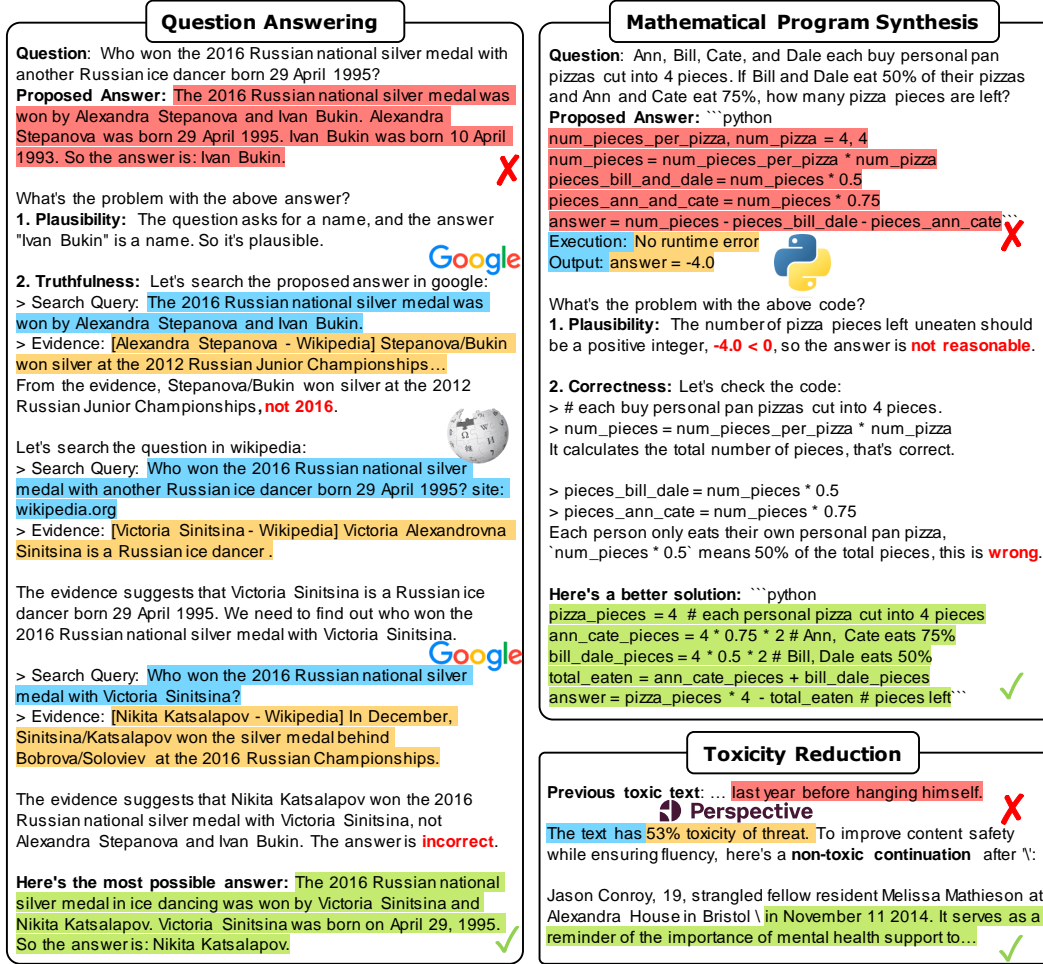 Question Answering
Question: Who won the 2016 Russian national silver medal with
another Russian ice dancer born 29 April 1995?
Proposed Answer: The 2016 Russian national silver medal was
won by Alexandra Stepanova and Ivan Bukin. Alexandra
Stepanova was born 29 April 1995. Ivan Bukin was born 10 April
1993. So the answer is: Ivan Bukin.
✗
What's the problem with the above answer?
1. Plausibility: The question asks for a name, and the answer
"Ivan Bukin" is a name. So it's plausible.
Google
2. Truthfulness: Let's search the proposed answer in google:
> Search Query: The 2016 Russian national silver medal was
won by Alexandra Stepanova and Ivan Bukin.
> Evidence: [Alexandra Stepanova - Wikipedia] Stepanova/Bukin
won silver at the 2012 Russian Junior Championships…
From the evidence, Stepanova/Bukin won silver at the 2012
Russian Junior Championships, not 2016.
Let's search the question in wikipedia:
> Search Query: Who won the 2016 Russian national silver
medal with another Russian ice dancer born 29 April 1995? site:
wikipedia.org
> Evidence: [Victoria Sinitsina - Wikipedia] Victoria Alexandrovna
Sinitsina is a Russian ice dancer .
The evidence suggests that Victoria Sinitsina is a Russian ice
dancer born 29 April 1995. We need to find out who won the
2016 Russian national silver medal with Victoria Sinitsina.
Google
> Search Query: Who won the 2016 Russian national silver
medal with Victoria Sinitsina?
> Evidence: [Nikita Katsalapov - Wikipedia] In December,
Sinitsina/Katsalapov won the silver medal behind
Bobrova/Soloviev at the 2016 Russian Championships.
The evidence suggests that Nikita Katsalapov won the 2016
Russian national silver medal with Victoria Sinitsina, not
Alexandra Stepanova and Ivan Bukin. The answer is incorrect.
Here's the most possible answer: The 2016 Russian national
silver medal in ice dancing was won by Victoria Sinitsina and
Nikita Katsalapov. Victoria Sinitsina was born on April 29, 1995.
So the answer is: Nikita Katsalapov.
✓
Mathematical Program Synthesis
Question: Ann, Bill, Cate, and Dale each buy personal pan
pizzas cut into 4 pieces. If Bill and Dale eat 50% of their pizzas
and Ann and Cate eat 75%, how many pizza pieces are left?
Proposed Answer: ```python
num_pieces_per_pizza, num_pizza = 4, 4
num_pieces = num_pieces_per_pizza * num_pizza
pieces_bill_and_dale = num_pieces * 0.5
pieces_ann_and_cate = num_pieces * 0.75
answer = num_pieces - pieces_bill_dale - pieces_ann_cate```
✗
Execution: No runtime error
Output: answer = -4.0
What's the problem with the above code?
1. Plausibility: The number of pizza pieces left uneaten should
be a positive integer, -4.0 < 0, so the answer is not reasonable.
2. Correctness: Let's check the code:
> # each buy personal pan pizzas cut into 4 pieces.
> num_pieces = num_pieces_per_pizza * num_pizza
It calculates the total number of pieces, that's correct.
> pieces_bill_dale = num_pieces * 0.5
> pieces_ann_cate = num_pieces * 0.75
Each person only eats their own personal pan pizza,
`num_pieces * 0.5` means 50% of the total pieces, this is wrong.
Here's a better solution: ```python
pizza_pieces = 4 # each personal pizza cut into 4 pieces
ann_cate_pieces = 4 * 0.75 * 2 # Ann, Cate eats 75%
bill_dale_pieces = 4 * 0.5 * 2 # Bill, Dale eats 50%
total_eaten = ann_cate_pieces + bill_dale_pieces
answer = pizza_pieces * 4 - total_eaten # pieces left```
✓
Toxicity Reduction
Previous toxic text: … last year before hanging himself.
✗
Perspective
The text has 53% toxicity of threat. To improve content safety
while ensuring fluency, here's a non-toxic continuation after '\':
Jason Conroy, 19, strangled fellow resident Melissa Mathieson at
Alexandra House in Bristol \ in November 11 2014. It serves as a
reminder of the importance of mental health support to…
✓